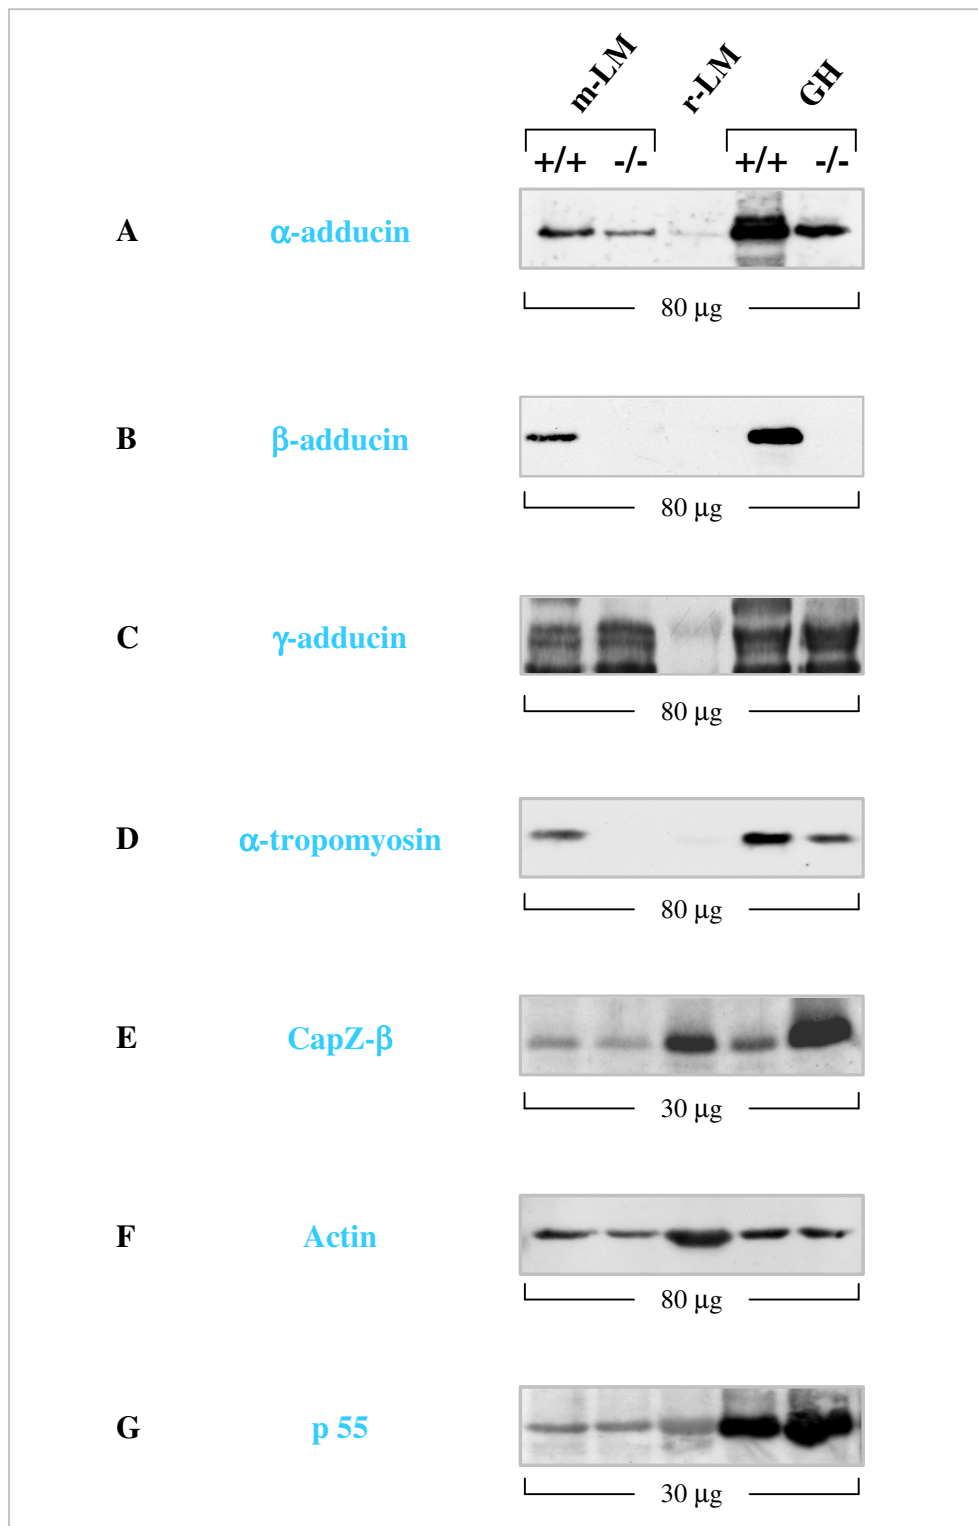 m-LM r-LM GH
+/+ -/- +/+ -/-
A α-adducin
80 μg
B β-adducin
80 μg
C γ-adducin
80 μg
D α-tropomyosin
80 μg
E CapZ-β
30 μg
F Actin
80 μg
G p 55
30 μg